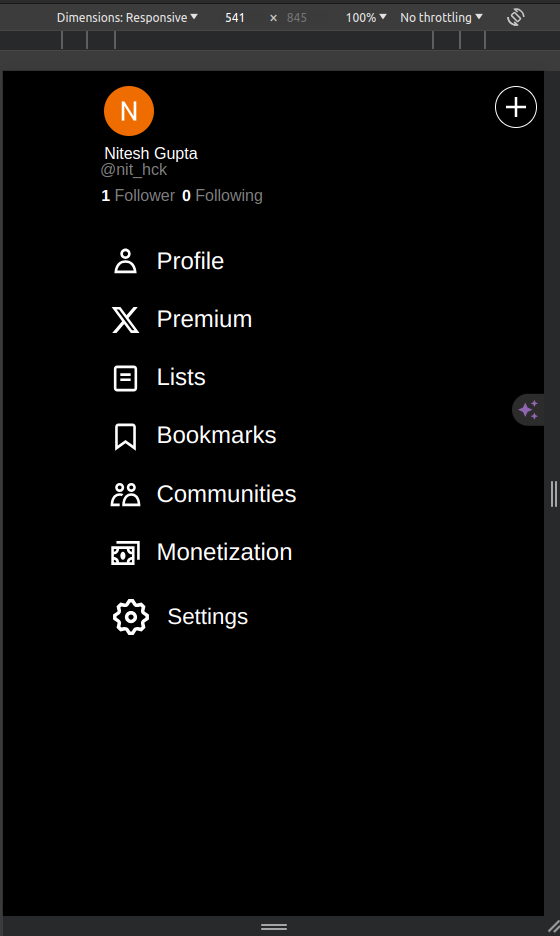 Dimensions: Responsive 541 × 845 100% No throttling
N
Nitesh Gupta
@nit_hck
1 Follower 0 Following
Profile
Premium
Lists
Bookmarks
Communities
Monetization
Settings